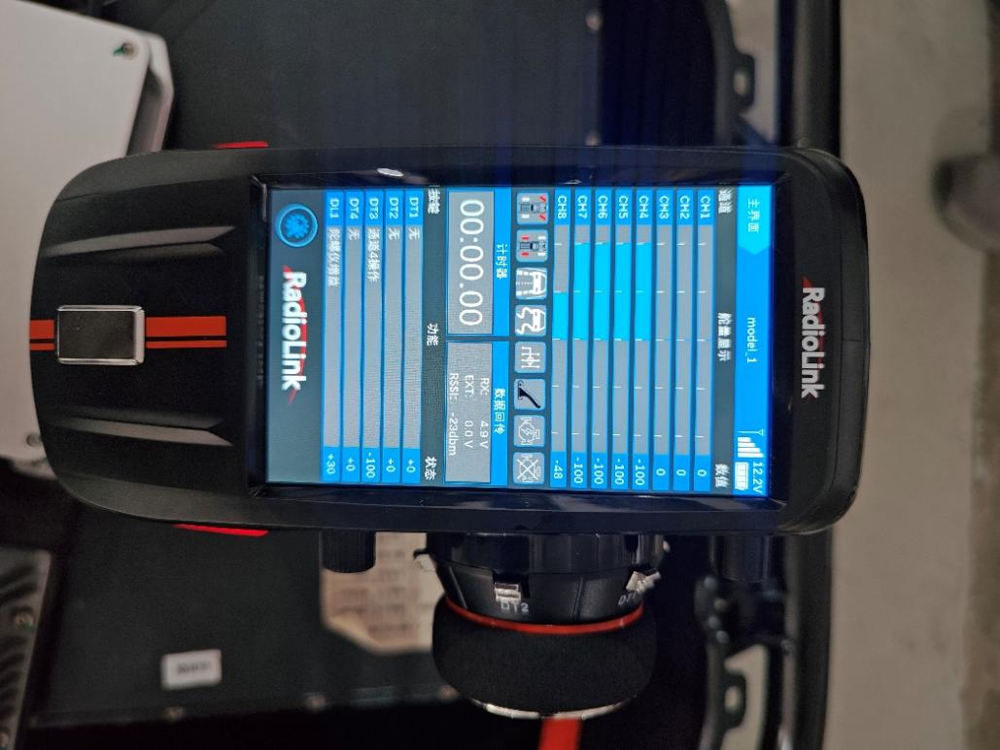 RadioLink
12.2V
主界面 model_1
通道 舵量显示 数值
CH1 0
CH2 0
CH3 0
CH4 -100
CH5 -100
CH6 -100
CH7 -100
CH8 -48
计时器 数据回传
00:00.00
RX: 4.9 V
EXT: 0.0 V
RSSI: -23dbm
按键 功能 状态
DT1 无 +0
DT2 无 +0
DT3 通道4操作 -100
DT4 无 +0
DL1 陀螺仪增益 +30
RadioLink
DT2